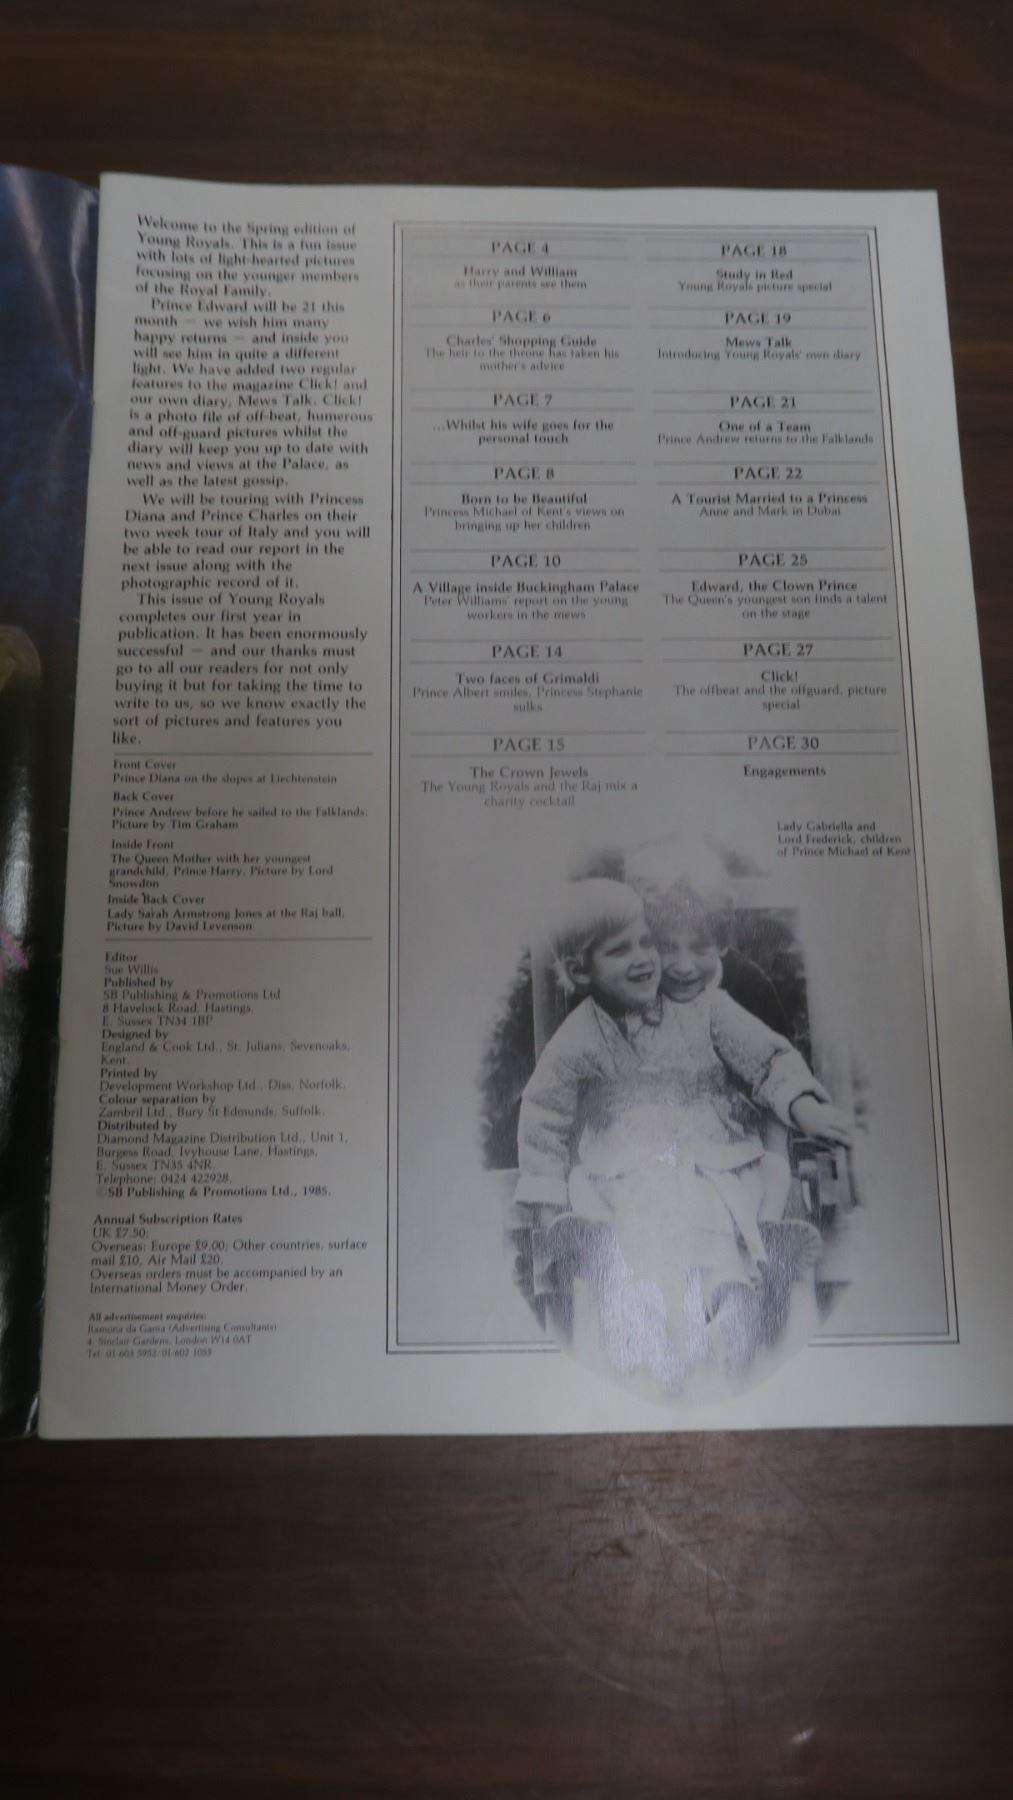 Welcome to the Spring edition of
Young Royals. This is a fun issue
with lots of light-hearted pictures
focusing on the younger members
of the Royal Family.
Prince Edward will be 21 this
month — we wish him many
happy returns — and inside you
will see him in quite a different
light. We have added two regular
features to the magazine Click! and
our own diary, Mews Talk. Click!
is a photo file of off-beat, humerous
and off-guard pictures whilst the
diary will keep you up to date with
news and views at the Palace, as
well as the latest gossip.
We will be touring with Princess
Diana and Prince Charles on their
two week tour of Italy and you will
be able to read our report in the
next issue along with the
photographic record of it.
This issue of Young Royals
completes our first year in
publication. It has been enormously
successful — and our thanks must
go to all our readers for not only
buying it but for taking the time to
write to us, so we know exactly the
sort of pictures and features you
like.
Front Cover
Prince Diana on the slopes at Liechtenstein
Back Cover
Prince Andrew before he sailed to the Falklands.
Picture by Tim Graham
Inside Front
The Queen Mother with her youngest
grandchild, Prince Harry. Picture by Lord
Snowdon
Inside Back Cover
Lady Sarah Armstrong Jones at the Raj ball.
Picture by David Levenson
Editor
Sue Willis
Published by
SB Publishing & Promotions Ltd
8 Havelock Road, Hastings,
E. Sussex TN34 1BP
Designed by
England & Cook Ltd., St. Julians, Sevenoaks,
Kent.
Printed by
Development Workshop Ltd., Diss, Norfolk.
Colour separation by
Zambril Ltd., Bury St Edmunds, Suffolk.
Distributed by
Diamond Magazine Distribution Ltd., Unit 1,
Burgess Road, Ivyhouse Lane, Hastings,
E. Sussex TN35 4NR.
Telephone: 0424 422928.
©SB Publishing & Promotions Ltd., 1985.
Annual Subscription Rates
UK £7.50;
Overseas: Europe £9.00; Other countries, surface
mail £10, Air Mail £20.
Overseas orders must be accompanied by an
International Money Order.
All advertisement enquiries:
Ramona da Gama (Advertising Consultants)
4, Sinclair Gardens, London W14 0AT
Tel: 01-603 5952/01-602 1055
PAGE 4
Harry and William
as their parents see them
PAGE 6
Charles' Shopping Guide
The heir to the throne has taken his
mother's advice
PAGE 7
...Whilst his wife goes for the
personal touch
PAGE 8
Born to be Beautiful
Princess Michael of Kent's views on
bringing up her children
PAGE 10
A Village inside Buckingham Palace
Peter Williams' report on the young
workers in the mews
PAGE 14
Two faces of Grimaldi
Prince Albert smiles, Princess Stephanie
sulks
PAGE 15
The Crown Jewels
The Young Royals and the Raj mix a
charity cocktail
PAGE 18
Study in Red
Young Royals picture special
PAGE 19
Mews Talk
Introducing Young Royals' own diary
PAGE 21
One of a Team
Prince Andrew returns to the Falklands
PAGE 22
A Tourist Married to a Princess
Anne and Mark in Dubai
PAGE 25
Edward, the Clown Prince
The Queen's youngest son finds a talent
on the stage
PAGE 27
Click!
The offbeat and the offguard, picture
special
PAGE 30
Engagements
Lady Gabriella and
Lord Frederick, children
of Prince Michael of Kent